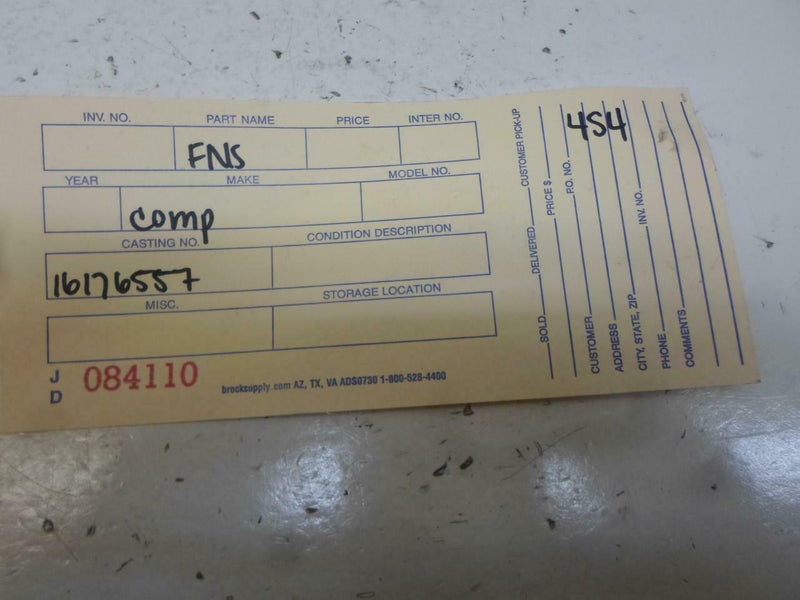 INV. NO. PART NAME PRICE INTER NO.
FNS
YEAR MAKE MODEL NO.
comp
CASTING NO. CONDITION DESCRIPTION
16176557
MISC. STORAGE LOCATION
J D 084110
brocksupply.com AZ, TX, VA ADS0730 1-800-528-4400
SOLD DELIVERED CUSTOMER PICK-UP
PRICE $
P.O. NO.
454
CUSTOMER
ADDRESS
CITY, STATE, ZIP INV. NO.
PHONE
COMMENTS